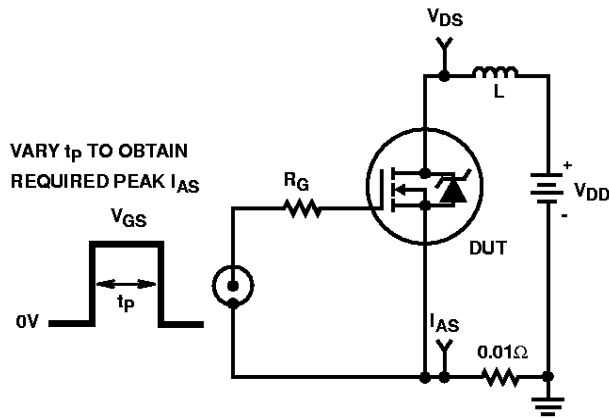 VDS
L
VARY tP TO OBTAIN
REQUIRED PEAK IAS
RG
+
VDD
-
VGS
DUT
tP
0V
IAS
0.01Ω